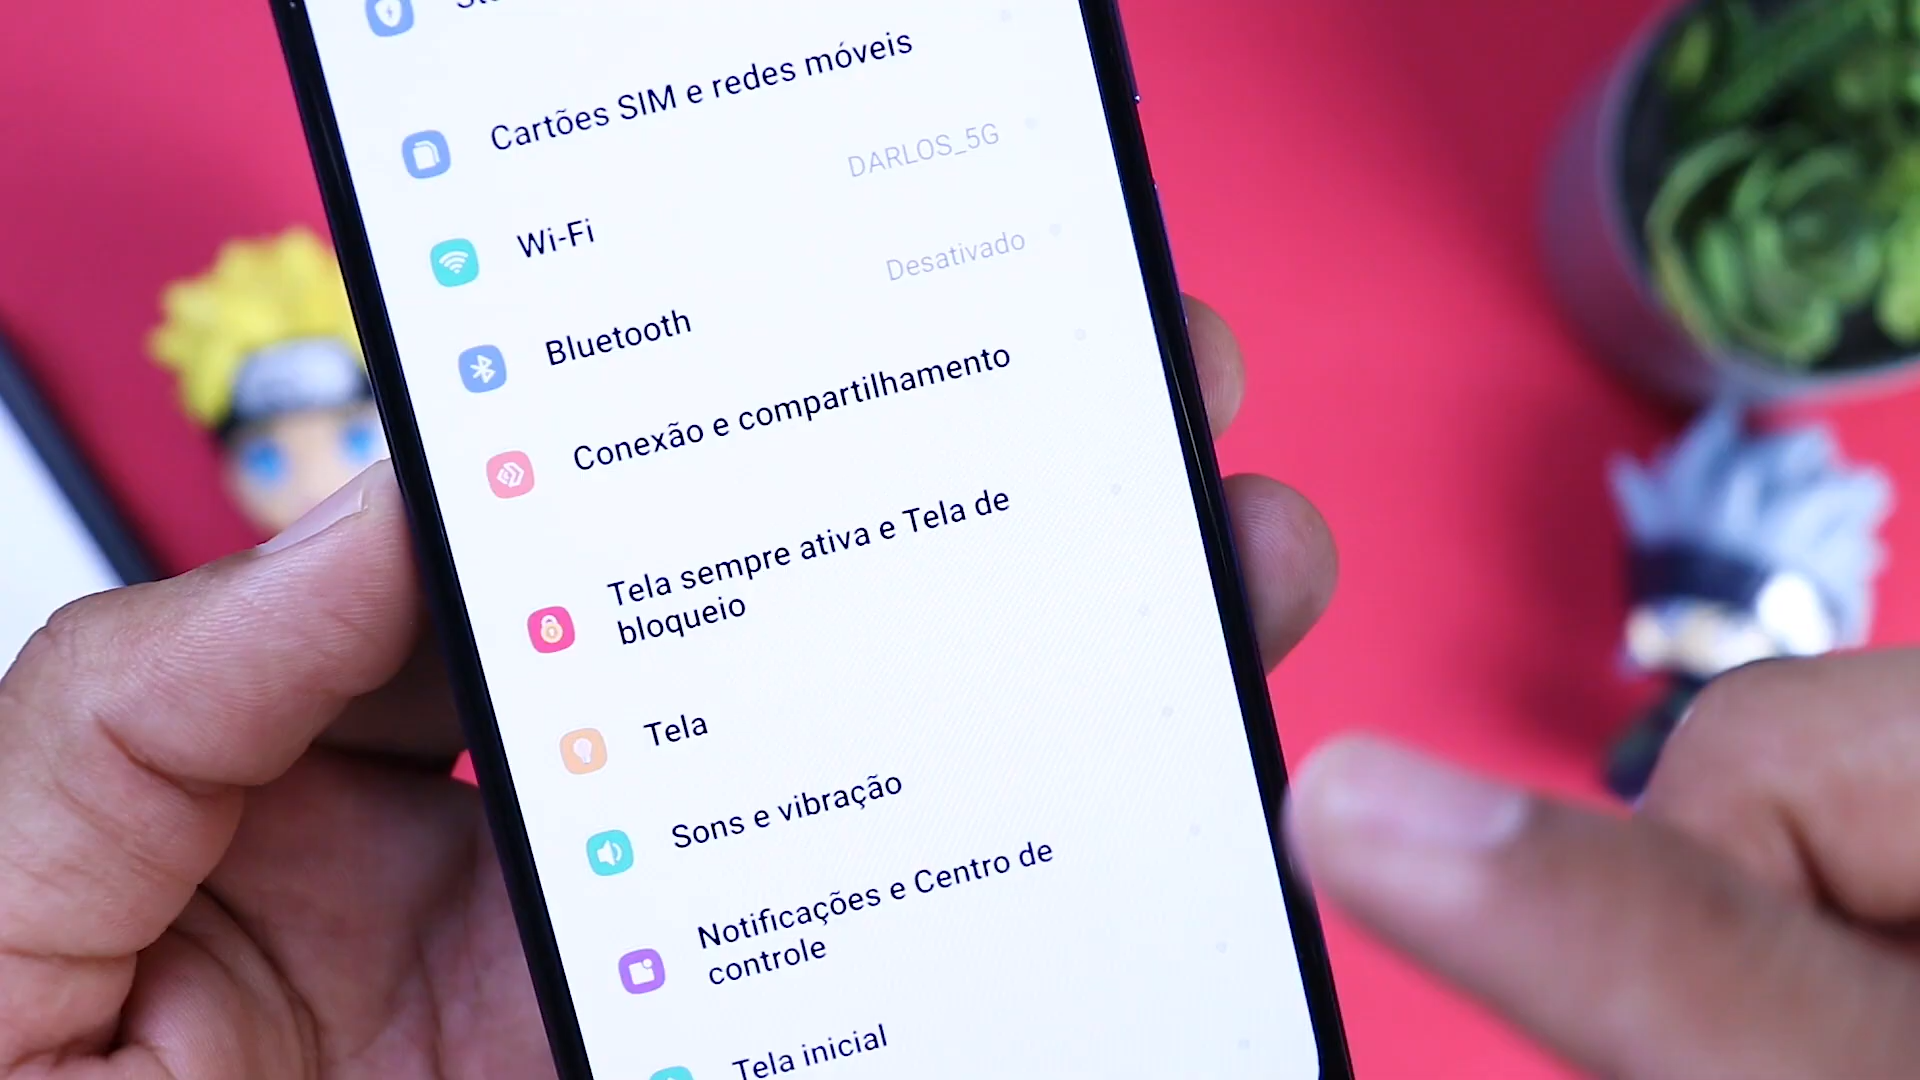 Cartões SIM e redes móveis
Wi-Fi
DARLOS_5G
Bluetooth
Desativado
Conexão e compartilhamento
Tela sempre ativa e Tela de
bloqueio
Tela
Sons e vibração
Notificações e Centro de
controle
Tela inicial